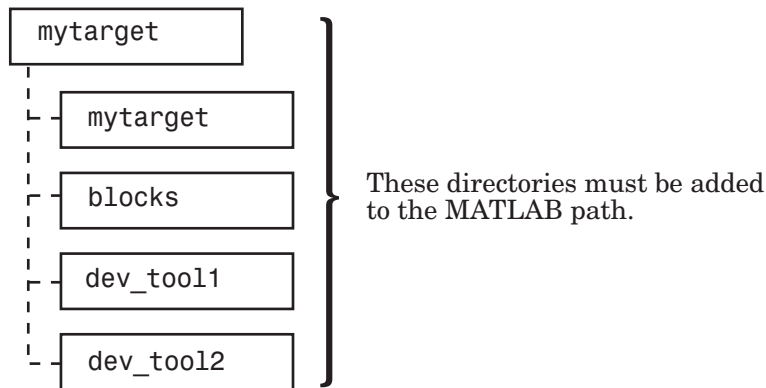 mytarget
mytarget
blocks
dev_tool1
dev_tool2
These directories must be added
to the MATLAB path.